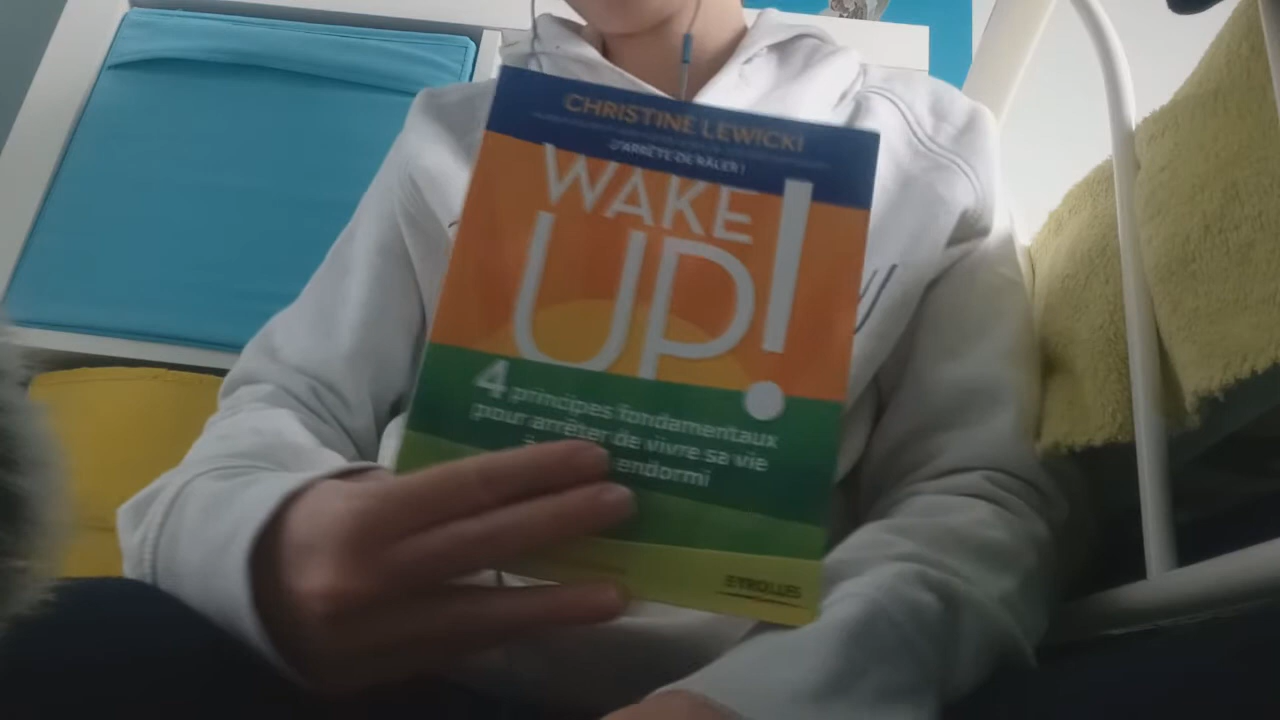 CHRISTINE LEWICKI
J'ARRÊTE DE RÂLER !
WAKE
UP!
4 principes fondamentaux
pour arrêter de vivre sa vie
à endormi
EYROLLES